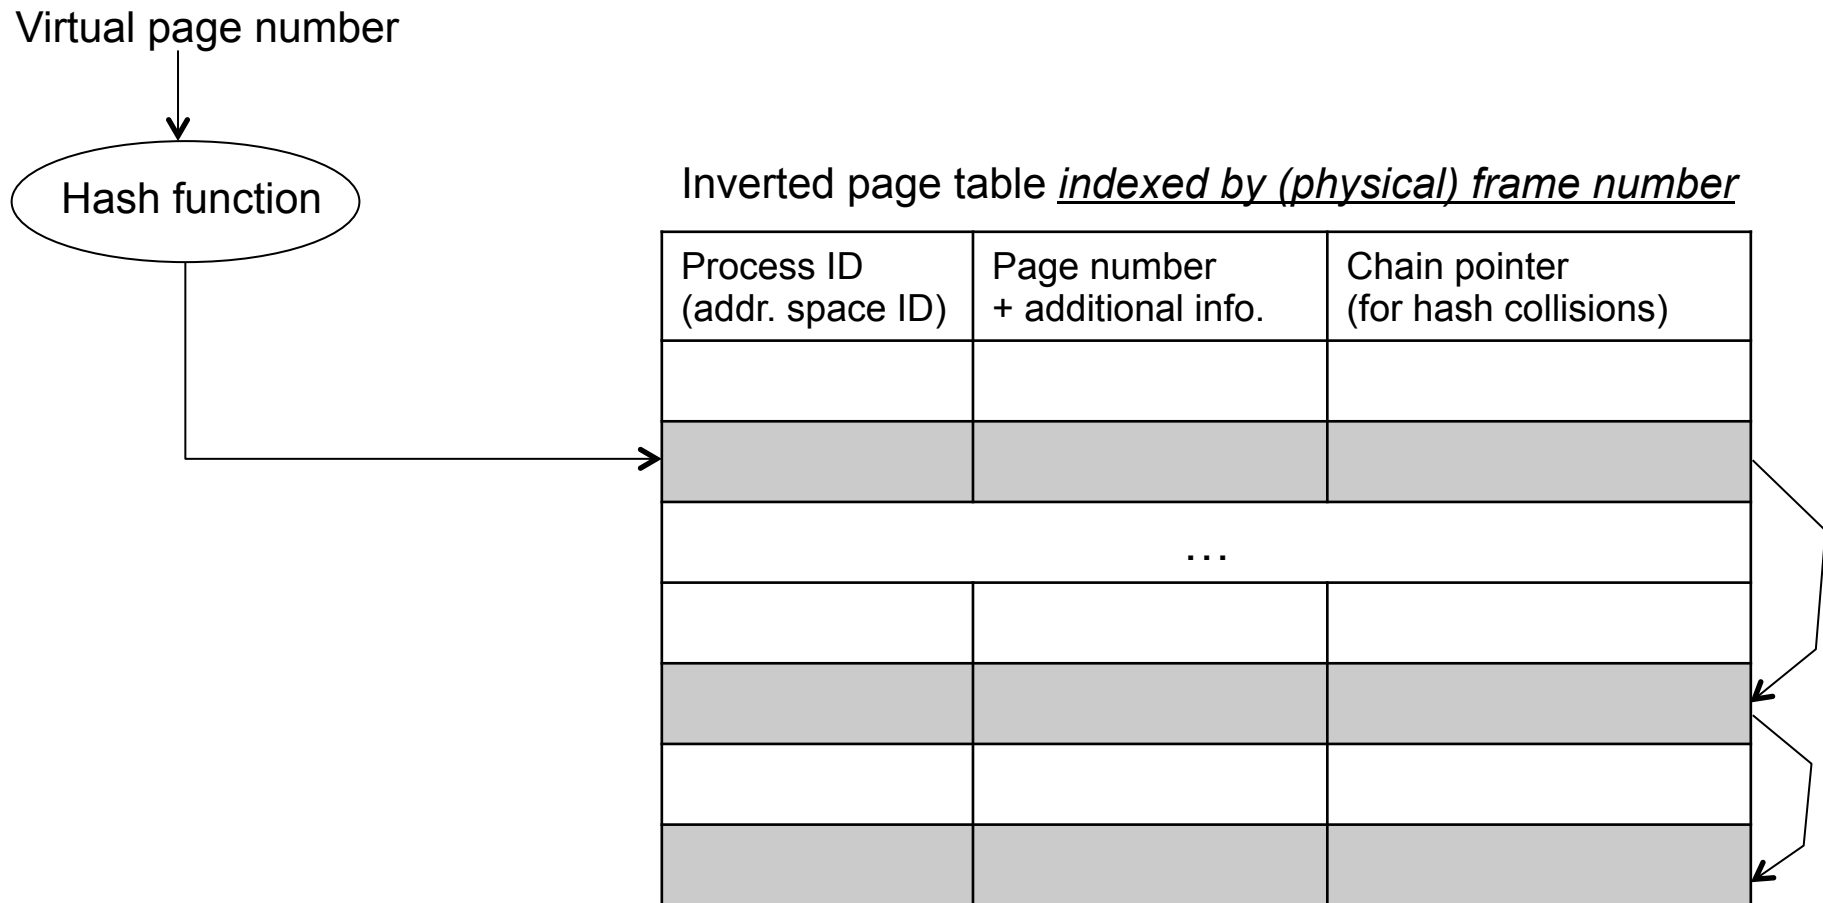 Virtual page number
Hash function
Inverted page table indexed by (physical) frame number
Process ID
(addr. space ID)
Page number
+ additional info.
Chain pointer
(for hash collisions)
...